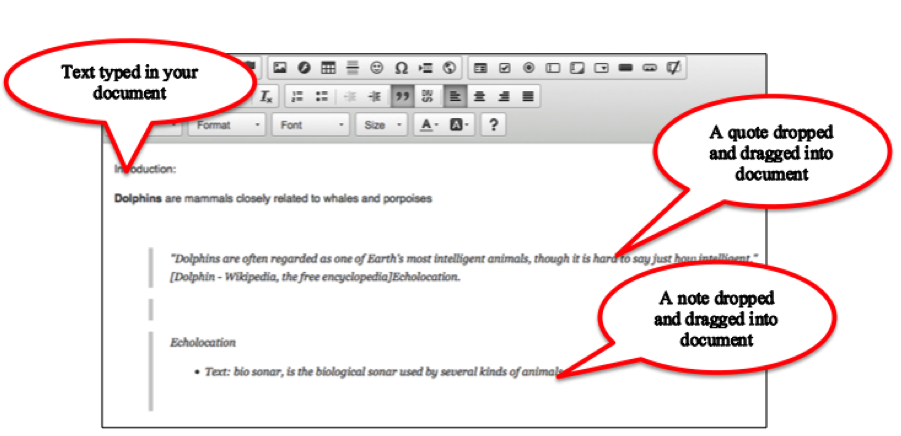 Text typed in your
document
Format
Font
Size
A quote dropped
and dragged into
document
Introduction:
Dolphins are mammals closely related to whales and porpoises
"Dolphins are often regarded as one of Earth's most intelligent animals, though it is hard to say just how intelligent."
[Dolphin - Wikipedia, the free encyclopedia]Echolocation.
A note dropped
and dragged into
document
Echolocation
• Text: bio sonar, is the biological sonar used by several kinds of animals